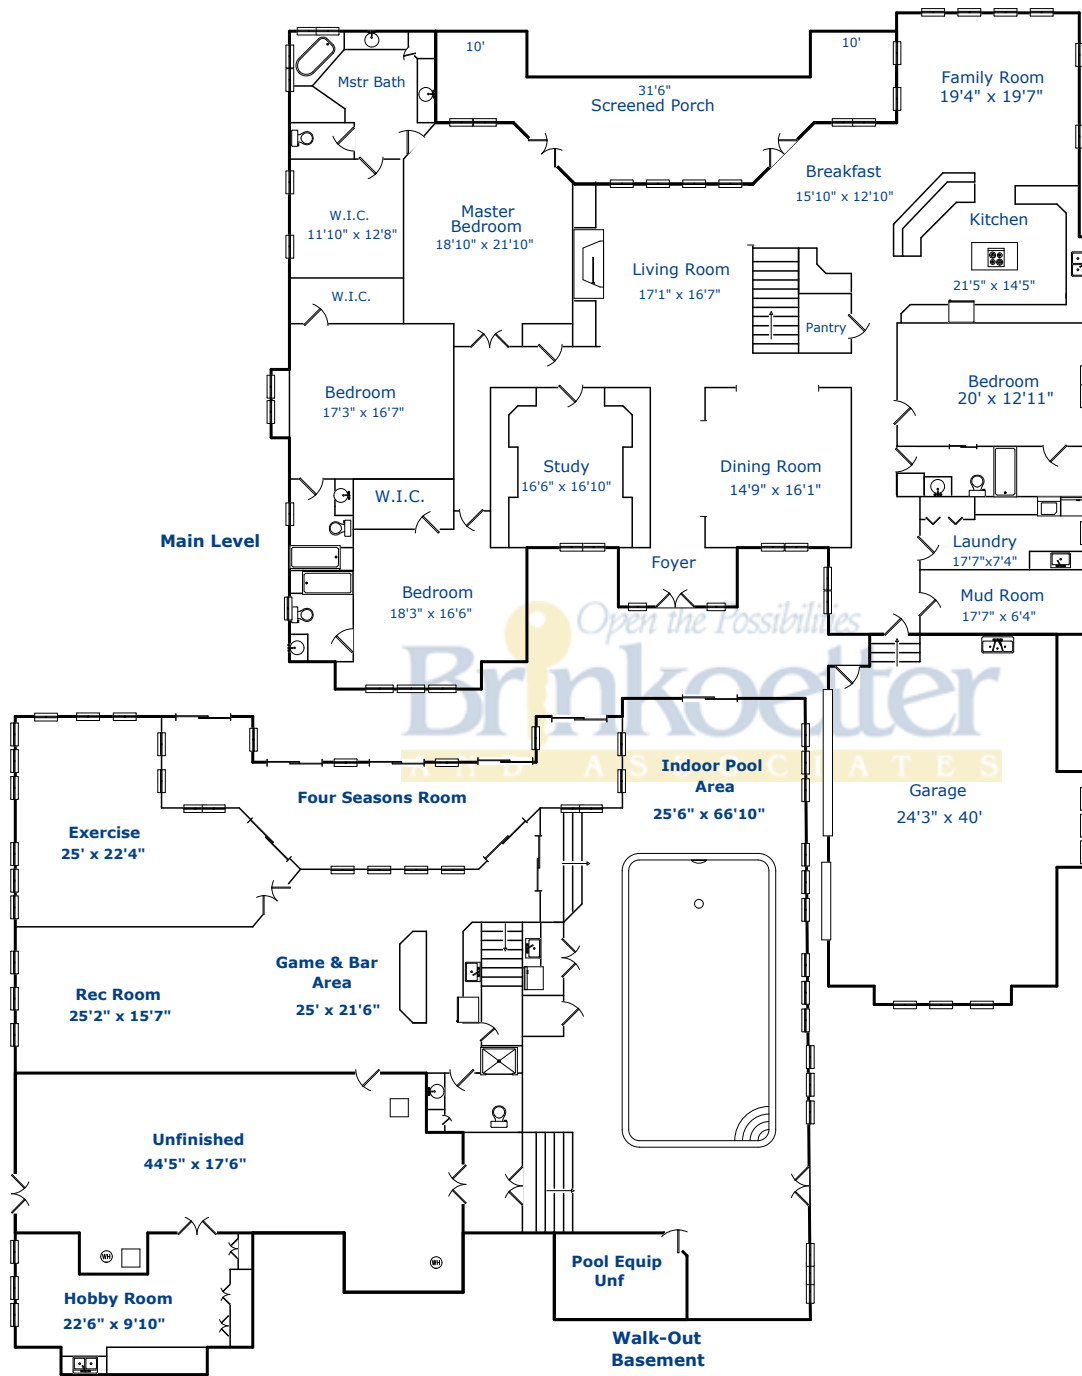 10'
10'
31'6"
Screened Porch
Mstr Bath
Family Room
19'4" x 19'7"
Breakfast
15'10" x 12'10"
W.I.C.
11'10" x 12'8"
Master
Bedroom
18'10" x 21'10"
Kitchen
21'5" x 14'5"
Living Room
17'1" x 16'7"
W.I.C.
Pantry
Bedroom
17'3" x 16'7"
Bedroom
20' x 12'11"
Study
16'6" x 16'10"
Dining Room
14'9" x 16'1"
W.I.C.
Main Level
Laundry
17'7"x7'4"
Foyer
Bedroom
18'3" x 16'6"
Mud Room
17'7" x 6'4"
Open the Possibilities
Brinkoetter
AND ASSOCIATES
Indoor Pool
Area
25'6" x 66'10"
Four Seasons Room
Garage
24'3" x 40'
Exercise
25' x 22'4"
Game & Bar
Area
25' x 21'6"
Rec Room
25'2" x 15'7"
Unfinished
44'5" x 17'6"
WH
WH
Pool Equip
Unf
Hobby Room
22'6" x 9'10"
Walk-Out
Basement